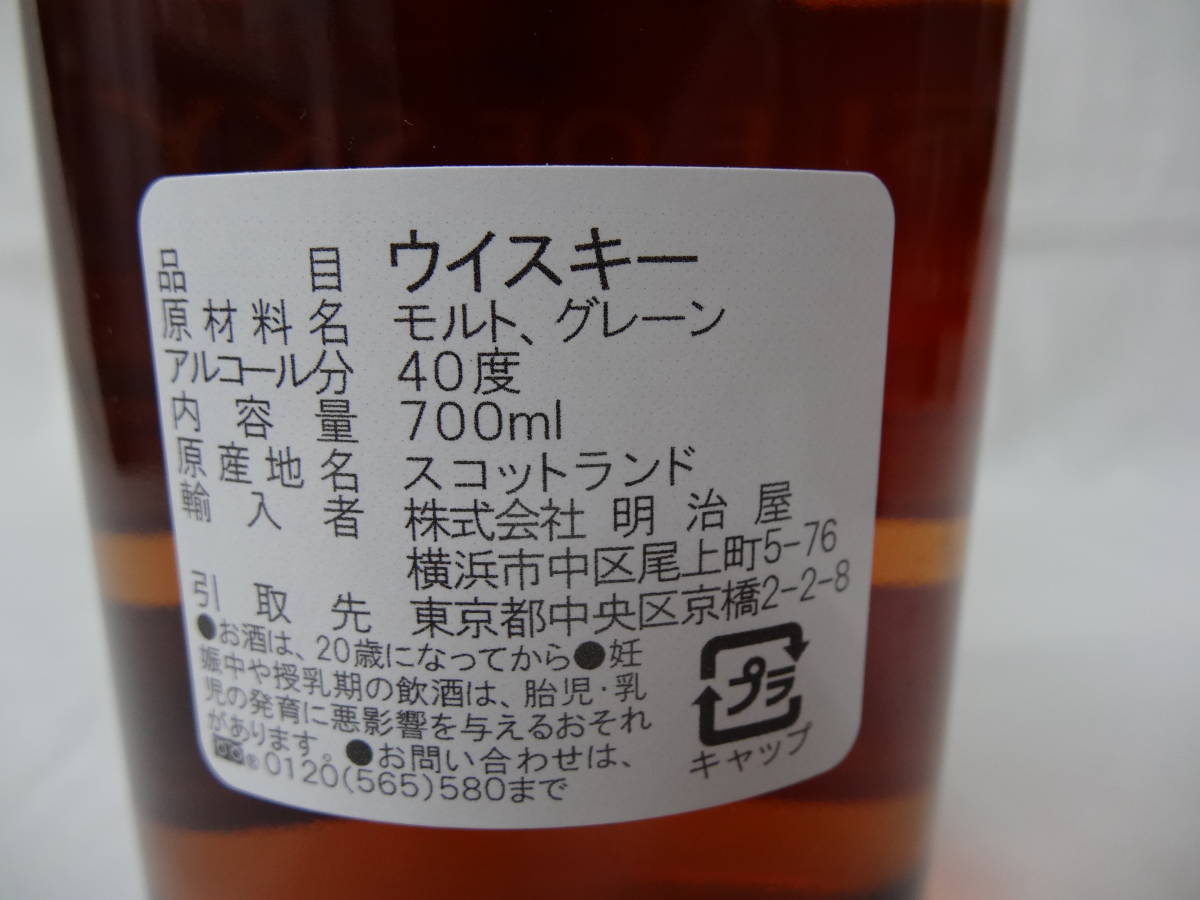 品目 ウイスキー
原材料名 モルト、グレーン
アルコール分 40度
内容量 700ml
原産地名 スコットランド
輸入者 株式会社 明治屋
横浜市中区尾上町5-76
引取先 東京都中央区京橋2-2-8
●お酒は、20歳になってから●妊
娠中や授乳期の飲酒は、胎児・乳
児の発育に悪影響を与えるおそれ
があります。●お問い合わせは、
®0120(565)580まで
プラ
キャップ